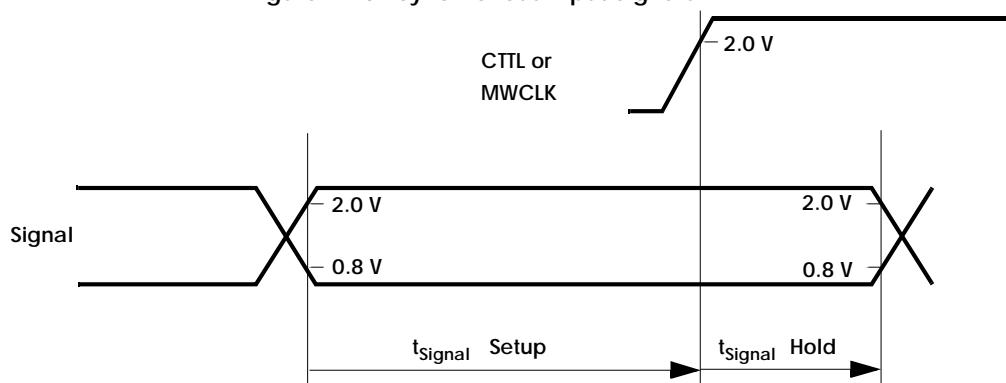 2.0 V
CTTL or
MWCLK
2.0 V
2.0 V
Signal
0.8 V
0.8 V
tSignal Setup
tSignal Hold